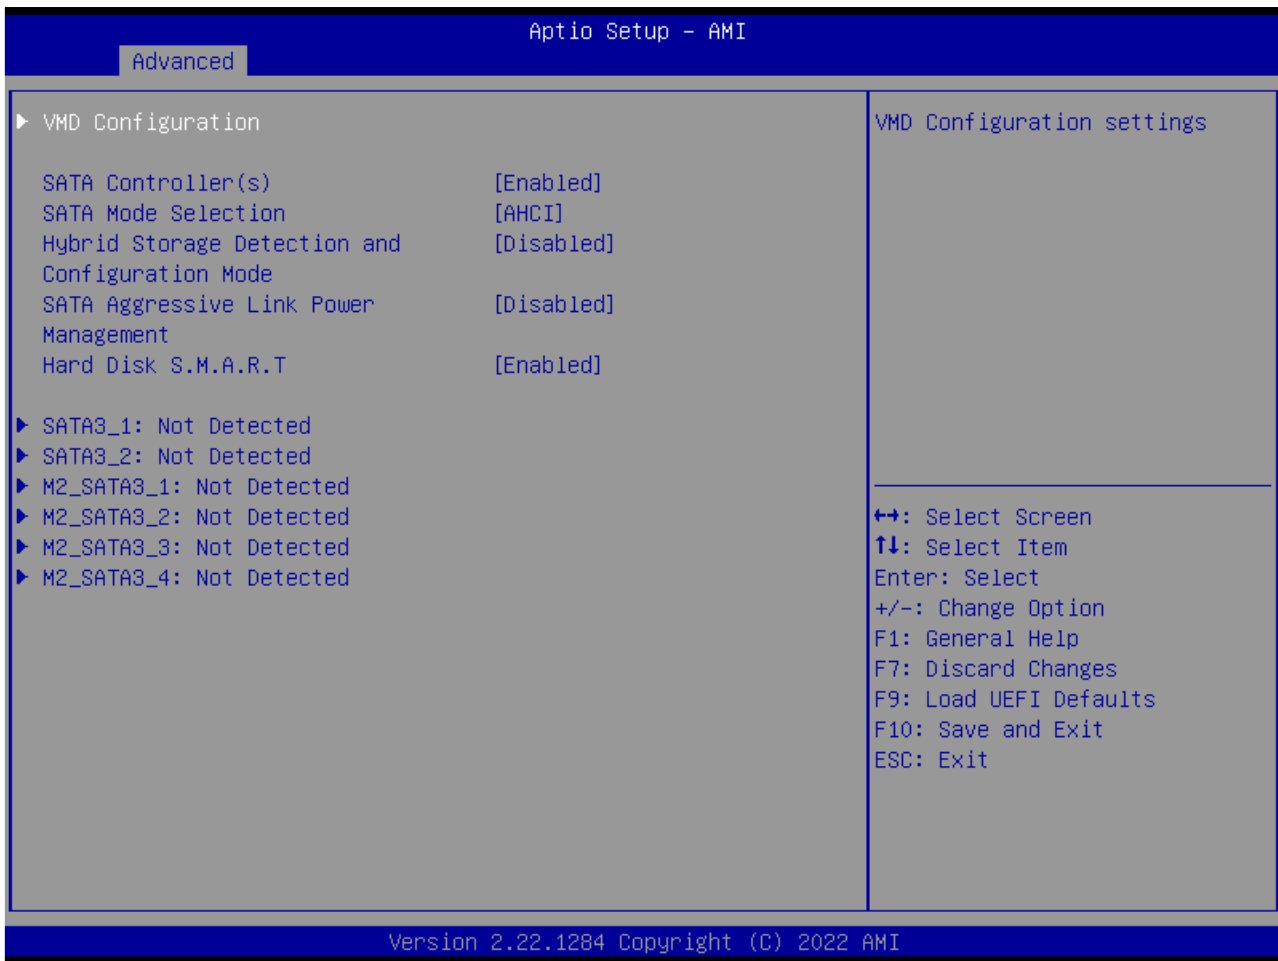 Aptio Setup – AMI
Advanced
▶ VMD Configuration
SATA Controller(s) [Enabled]
SATA Mode Selection [AHCI]
Hybrid Storage Detection and [Disabled]
Configuration Mode
SATA Aggressive Link Power [Disabled]
Management
Hard Disk S.M.A.R.T [Enabled]
▶ SATA3_1: Not Detected
▶ SATA3_2: Not Detected
▶ M2_SATA3_1: Not Detected
▶ M2_SATA3_2: Not Detected
▶ M2_SATA3_3: Not Detected
▶ M2_SATA3_4: Not Detected
VMD Configuration settings
↔: Select Screen
↑↓: Select Item
Enter: Select
+/-: Change Option
F1: General Help
F7: Discard Changes
F9: Load UEFI Defaults
F10: Save and Exit
ESC: Exit
Version 2.22.1284 Copyright (C) 2022 AMI